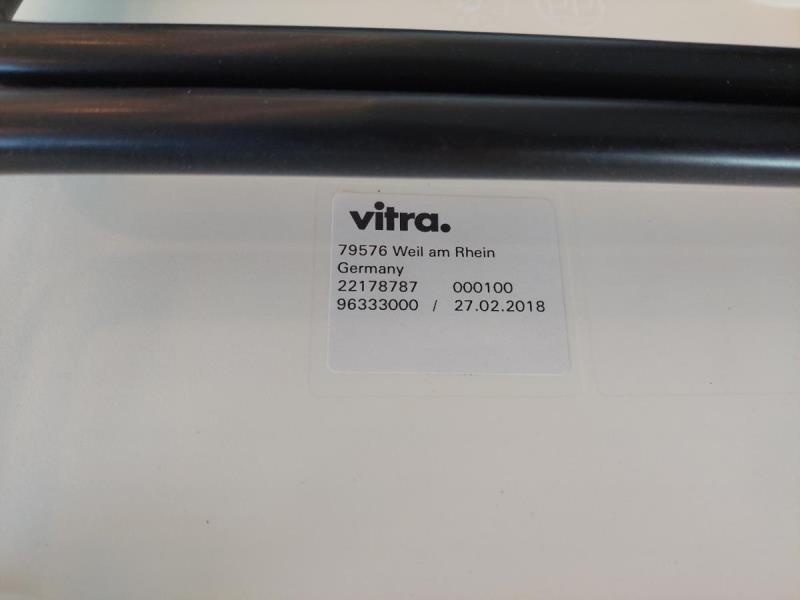 vitra.
79576 Weil am Rhein
Germany
22178787 000100
96333000 / 27.02.2018